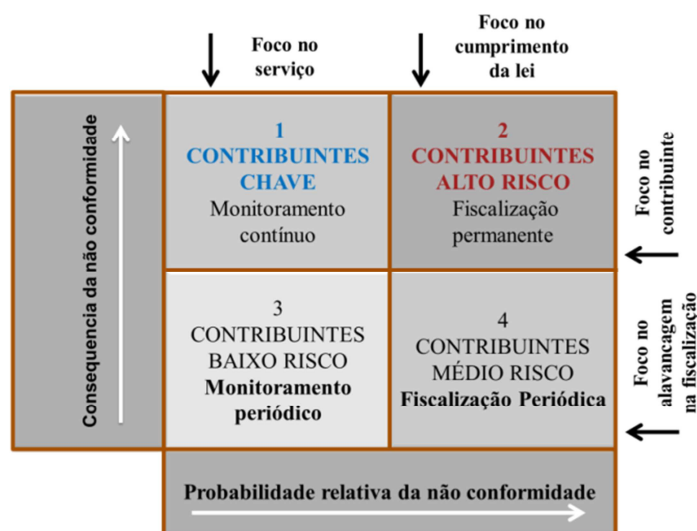 Foco no
serviço
Foco no
cumprimento
da lei
Consequencia da não conformidade
1
CONTRIBUINTES
CHAVE
Monitoramento
contínuo
2
CONTRIBUINTES
ALTO RISCO
Fiscalização
permanente
Foco no
contribuinte
3
CONTRIBUINTES
BAIXO RISCO
Monitoramento
periódico
4
CONTRIBUINTES
MÉDIO RISCO
Fiscalização Periódica
Foco no
alavancagem
na fiscalização
Probabilidade relativa da não conformidade